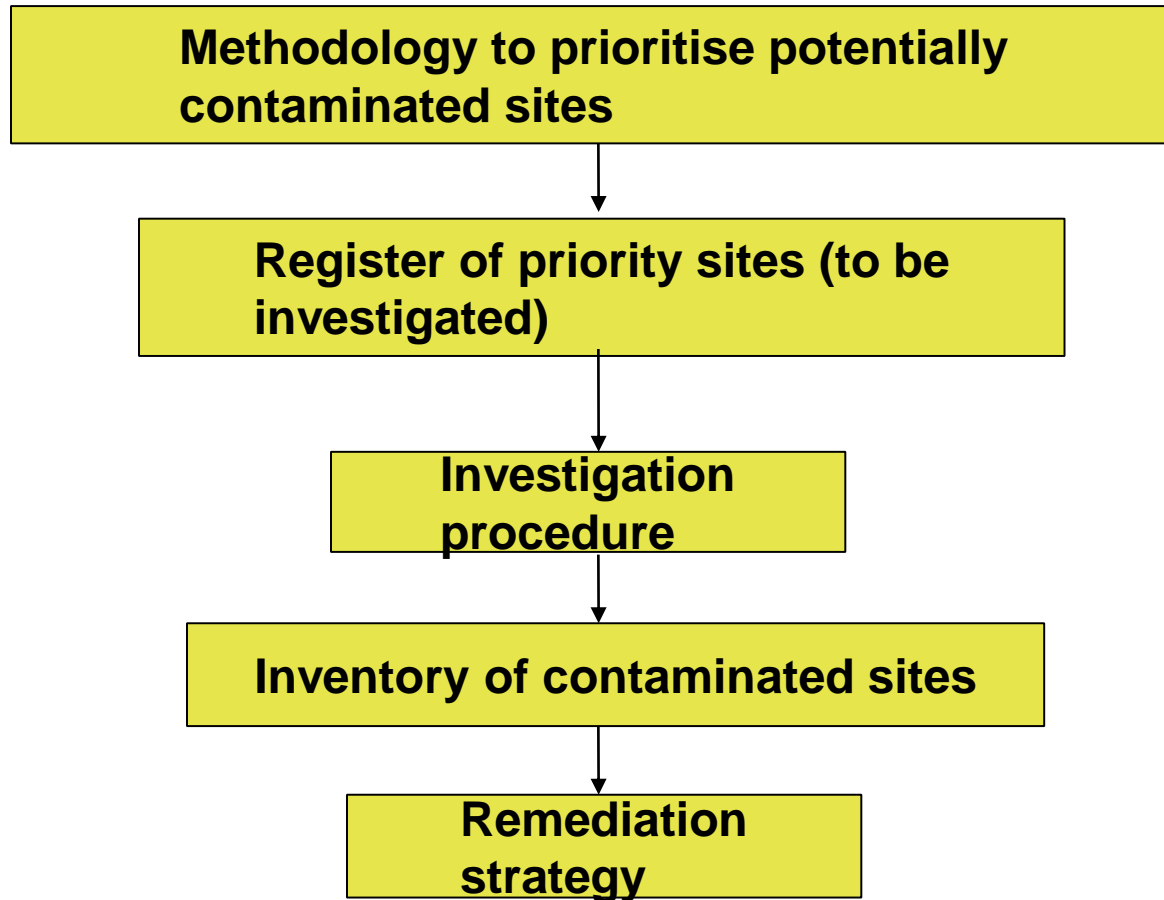 Methodology to prioritise potentially
contaminated sites
Register of priority sites (to be
investigated)
Investigation
procedure
Inventory of contaminated sites
Remediation
strategy